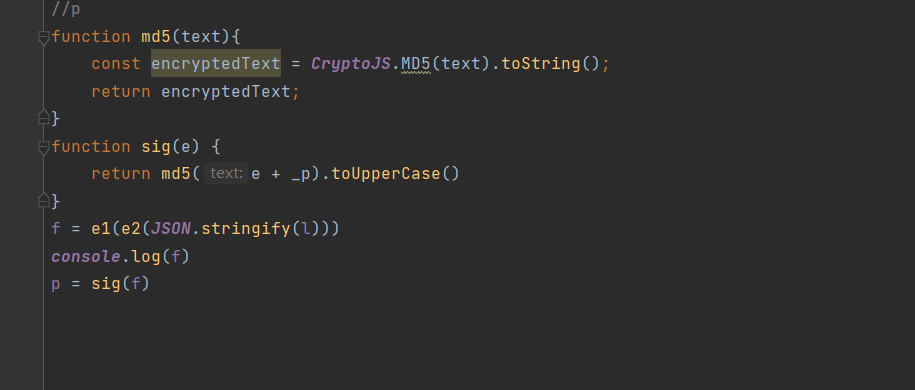 //p
function md5(text){
    const encryptedText = CryptoJS.MD5(text).toString();
    return encryptedText;
}
function sig(e) {
    return md5( text: e + _p).toUpperCase()
}
f = e1(e2(JSON.stringify(l)))
console.log(f)
p = sig(f)